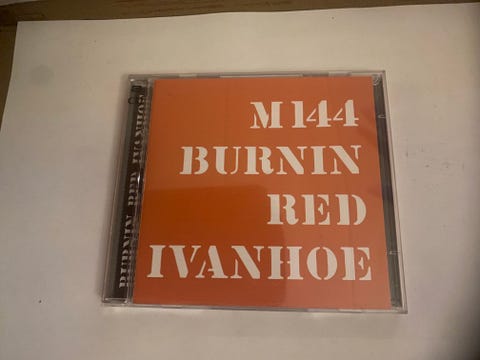 M 144
BURNIN
RED
IVANHOE
BURNIN RED IVANHOE